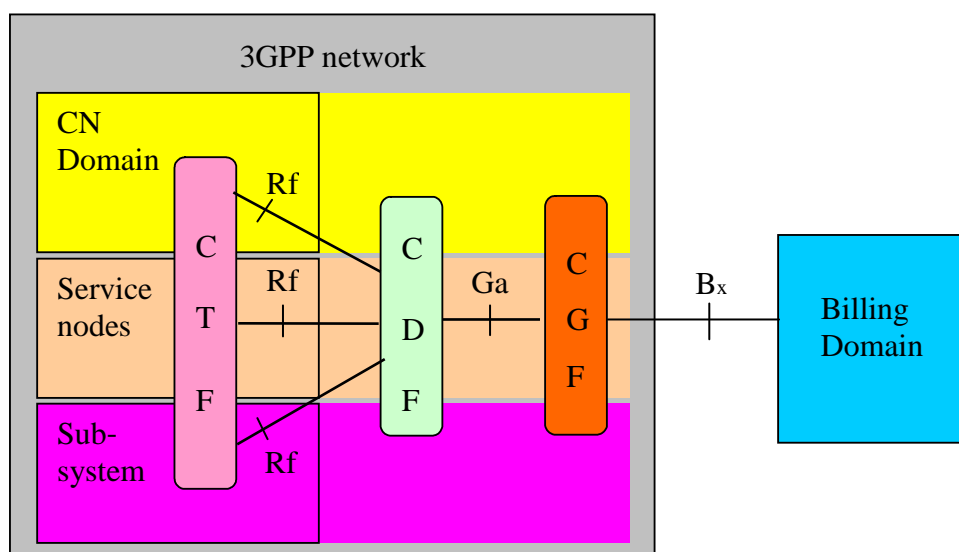 3GPP network
CN
Domain
Rf
C
T
F
Service
nodes
Rf
Sub-
system
Rf
C
D
F
Ga
C
G
F
Bx
Billing
Domain